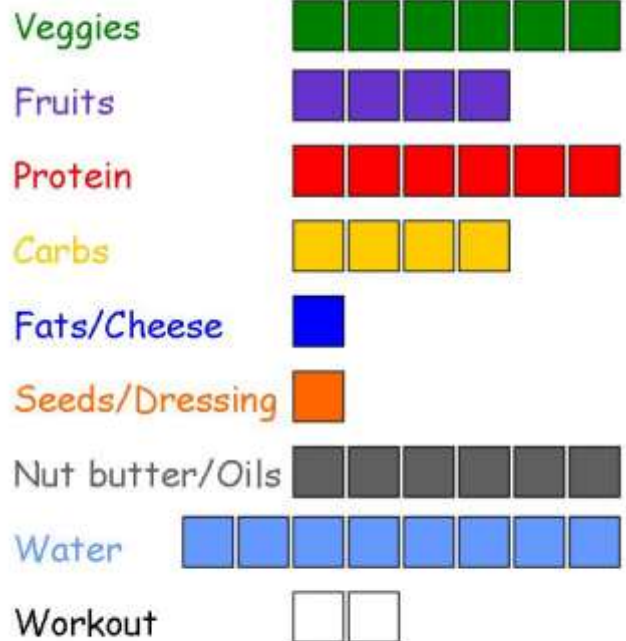 Veggies
Fruits
Protein
Carbs
Fats/Cheese
Seeds/Dressing
Nut butter/Oils
Water
Workout